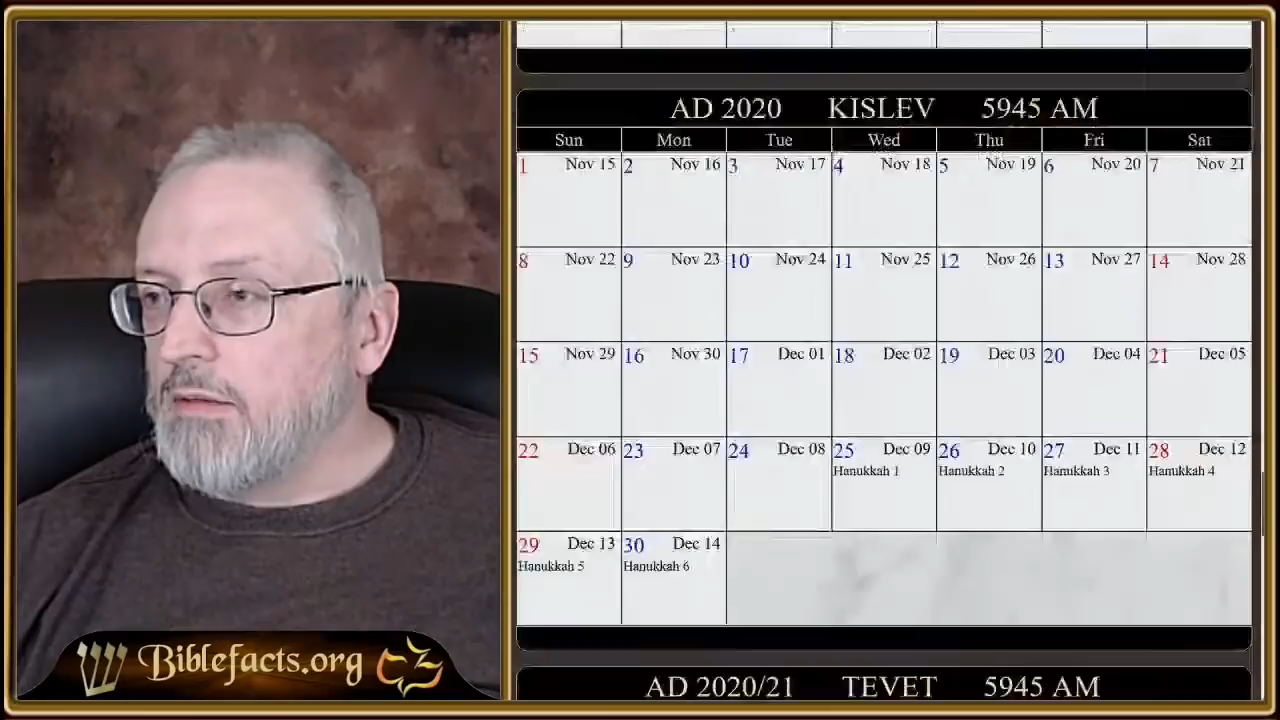 AD 2020 KISLEV 5945 AM
Sun Mon Tue Wed Thu Fri Sat
1 Nov 15 2 Nov 16 3 Nov 17 4 Nov 18 5 Nov 19 6 Nov 20 7 Nov 21
8 Nov 22 9 Nov 23 10 Nov 24 11 Nov 25 12 Nov 26 13 Nov 27 14 Nov 28
15 Nov 29 16 Nov 30 17 Dec 01 18 Dec 02 19 Dec 03 20 Dec 04 21 Dec 05
22 Dec 06 23 Dec 07 24 Dec 08 25 Dec 09 26 Dec 10 27 Dec 11 28 Dec 12
Hanukkah 1 Hanukkah 2 Hanukkah 3 Hanukkah 4
29 Dec 13 30 Dec 14
Hanukkah 5 Hanukkah 6
AD 2020/21 TEVET 5945 AM
Biblefacts.org